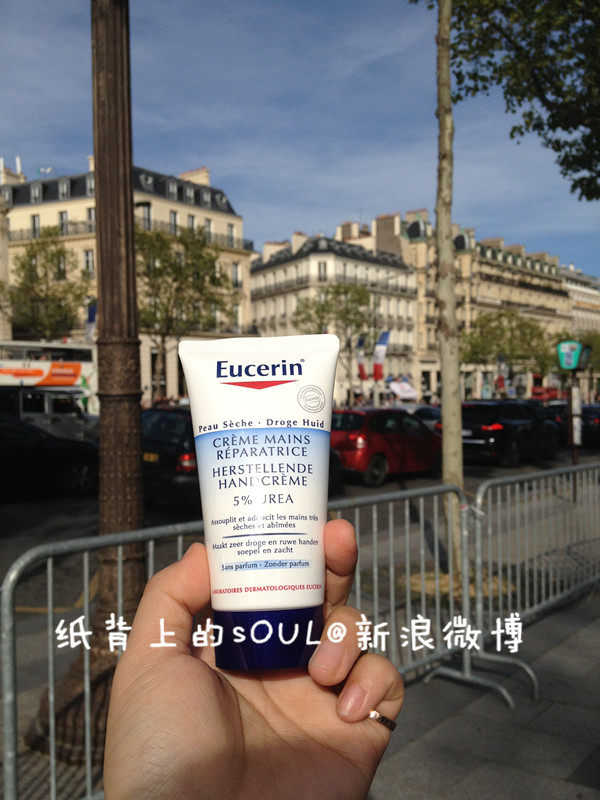 Eucerin®
Peau Sèche · Droge Huid
CRÈME MAINS
RÉPARATRICE
HERSTELLENDE
HANDCRÈME
5% UREA
Assouplit et adoucit les mains très
sèches et abîmées
Maakt zeer droge en ruwe handen
soepel en zacht
Sans parfum · Zonder parfum
LABORATOIRES DERMATOLOGIQUES EUCERIN
纸背上的SOUL@新浪微博